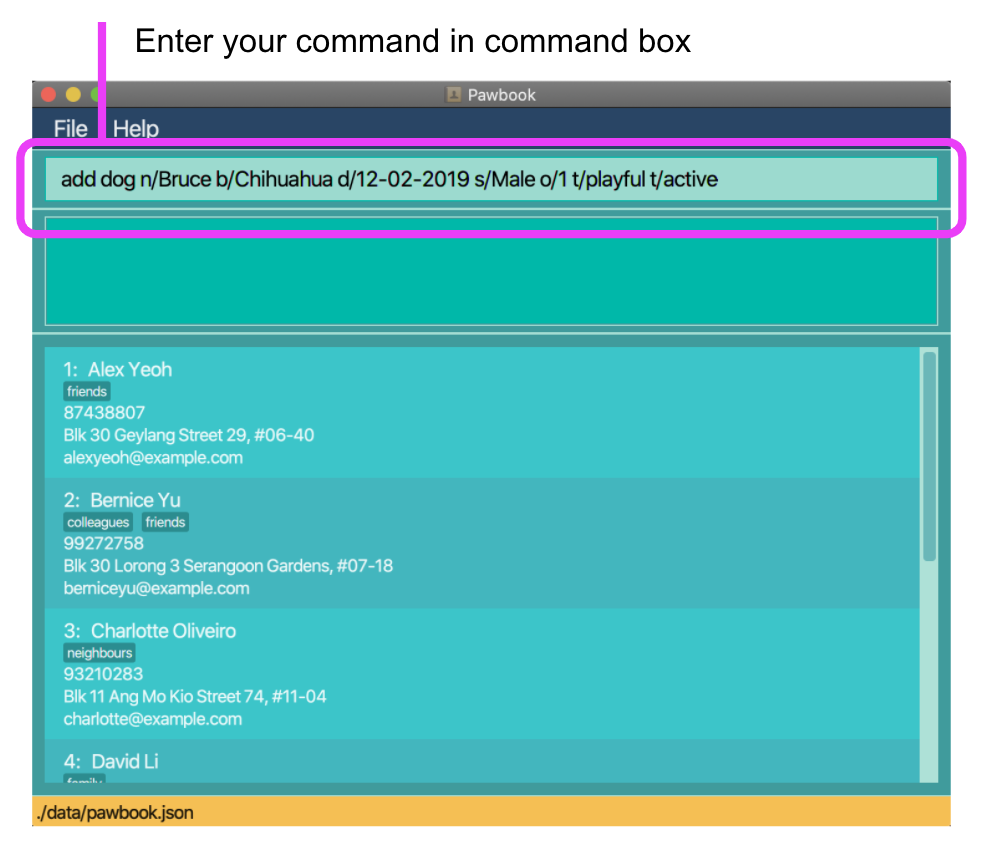 Enter your command in command box
Pawbook
File Help
add dog n/Bruce b/Chihuahua d/12-02-2019 s/Male o/1 t/playful t/active
1: Alex Yeoh
friends
87438807
Blk 30 Geylang Street 29, #06-40
alexyeoh@example.com
2: Bernice Yu
colleagues friends
99272758
Blk 30 Lorong 3 Serangoon Gardens, #07-18
berniceyu@example.com
3: Charlotte Oliveiro
neighbours
93210283
Blk 11 Ang Mo Kio Street 74, #11-04
charlotte@example.com
4: David Li
family
./data/pawbook.json